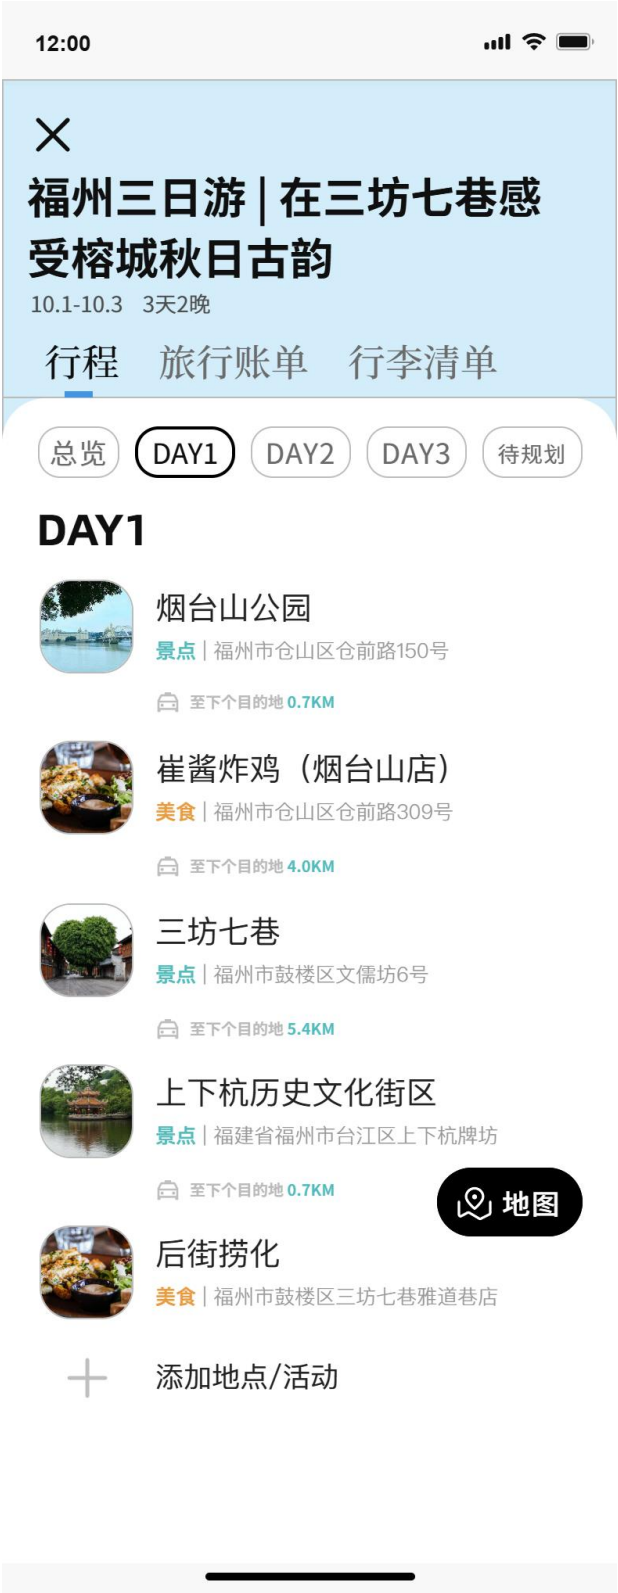 12:00
福州三日游 | 在三坊七巷感
受榕城秋日古韵
10.1-10.3 3天2晚
行程 旅行账单 行李清单
总览 DAY1 DAY2 DAY3 待规划
DAY1
烟台山公园
景点 | 福州市仓山区仓前路150号
至下个目的地 0.7KM
崔酱炸鸡（烟台山店）
美食 | 福州市仓山区仓前路309号
至下个目的地 4.0KM
三坊七巷
景点 | 福州市鼓楼区文儒坊6号
至下个目的地 5.4KM
上下杭历史文化街区
景点 | 福建省福州市台江区上下杭牌坊
至下个目的地 0.7KM
地图
后街捞化
美食 | 福州市鼓楼区三坊七巷雅道巷店
添加地点/活动